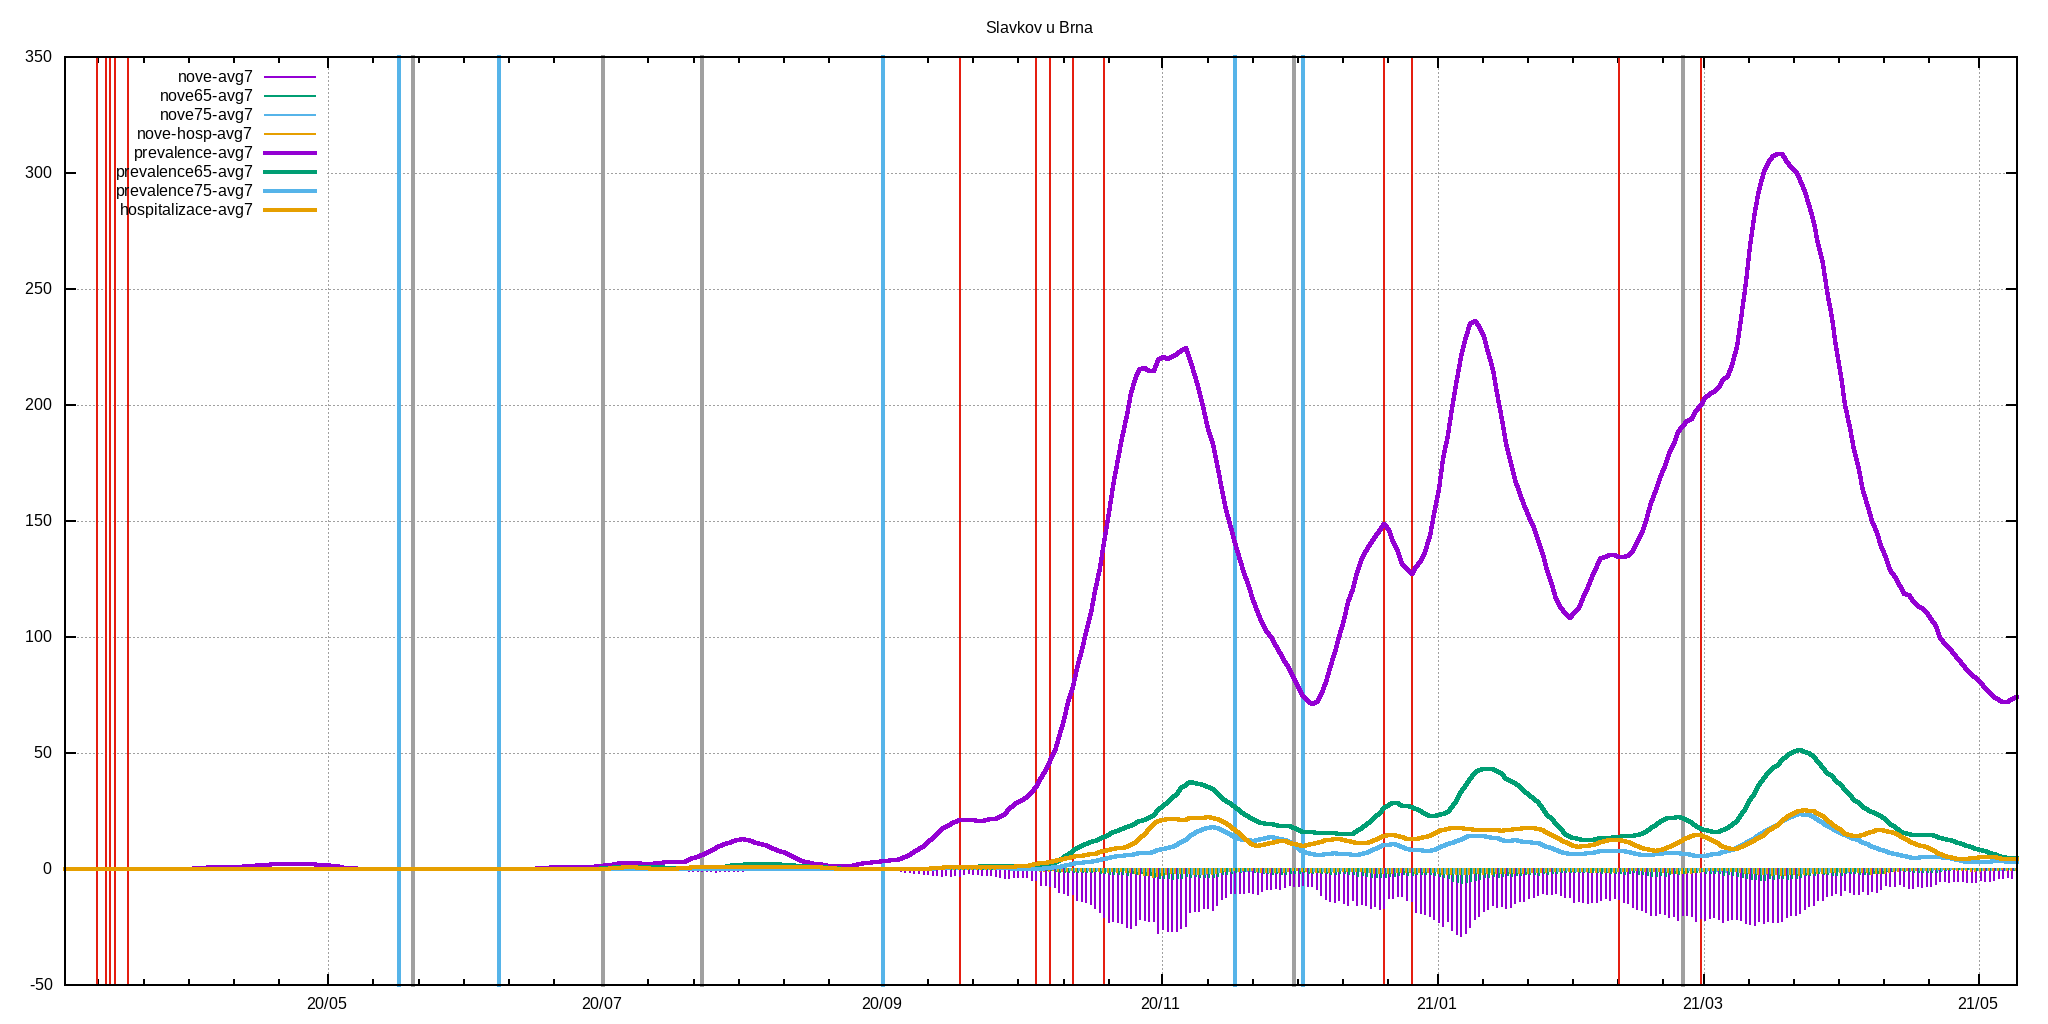 Slavkov u Brna
350
300
250
200
150
100
50
0
-50
nove-avg7
nove65-avg7
nove75-avg7
nove-hosp-avg7
prevalence-avg7
prevalence65-avg7
prevalence75-avg7
hospitalizace-avg7
20/05 20/07 20/09 20/11 21/01 21/03 21/05